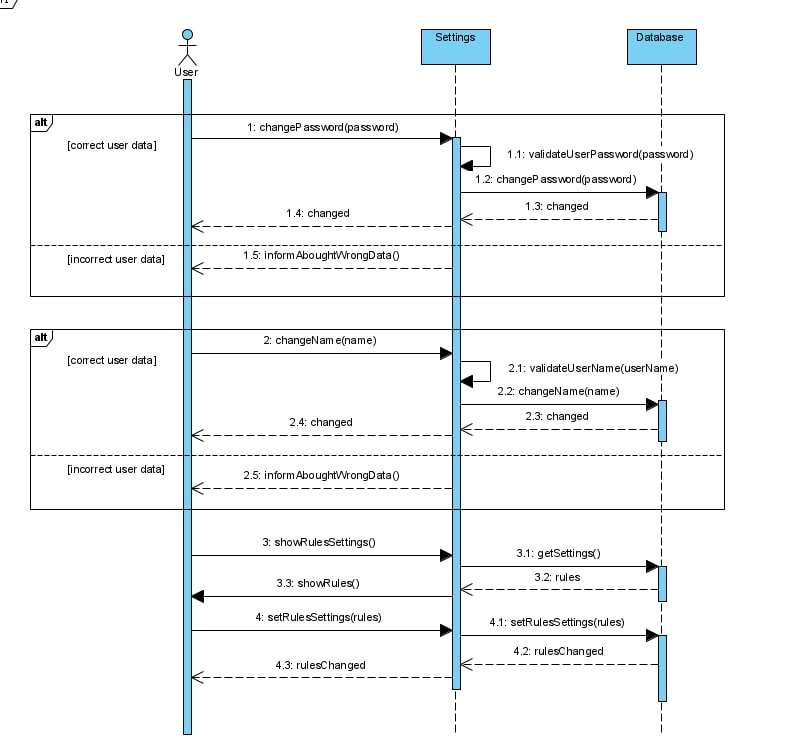 User
Settings
Database
alt
[correct user data]
1: changePassword(password)
1.1: validateUserPassword(password)
1.2: changePassword(password)
1.3: changed
1.4: changed
[incorrect user data]
1.5: informAboughtWrongData()
alt
[correct user data]
2: changeName(name)
2.1: validateUserName(userName)
2.2: changeName(name)
2.3: changed
2.4: changed
[incorrect user data]
2.5: informAboughtWrongData()
3: showRulesSettings()
3.1: getSettings()
3.2: rules
3.3: showRules()
4: setRulesSettings(rules)
4.1: setRulesSettings(rules)
4.2: rulesChanged
4.3: rulesChanged